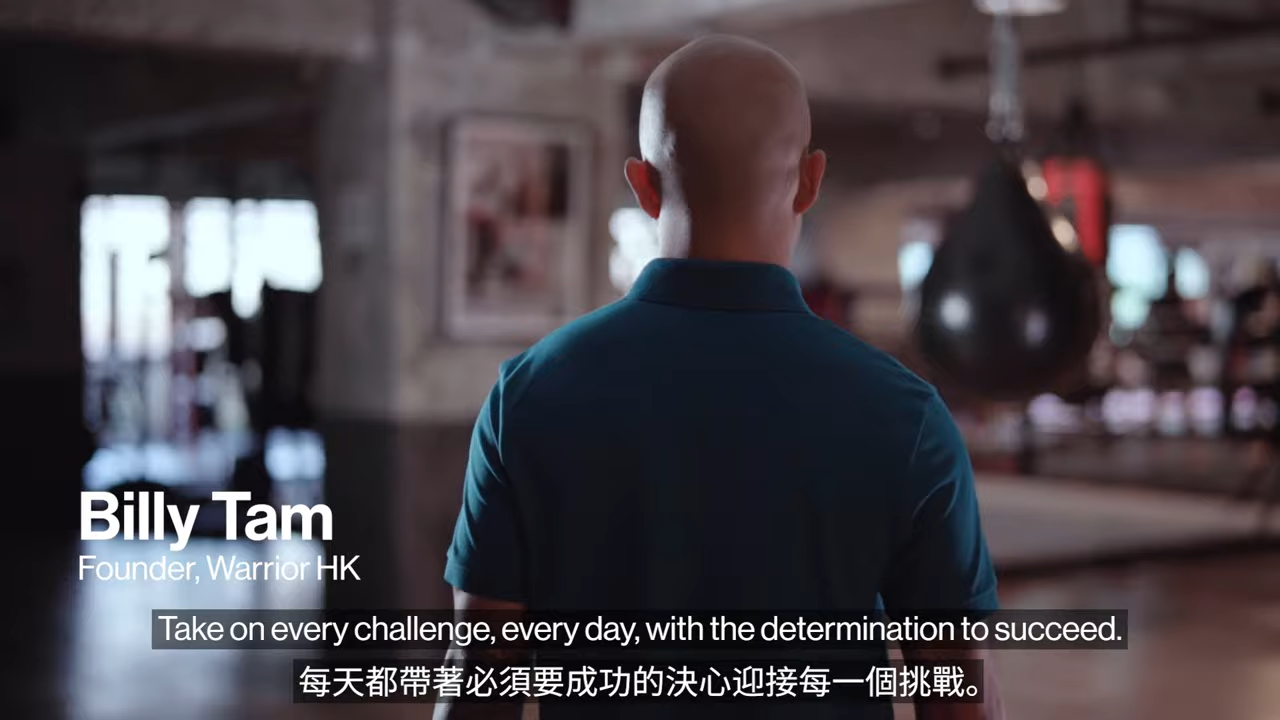 Billy Tam
Founder, Warrior HK
Take on every challenge, every day, with the determination to succeed.
每天都帶著必須要成功的決心迎接每一個挑戰。